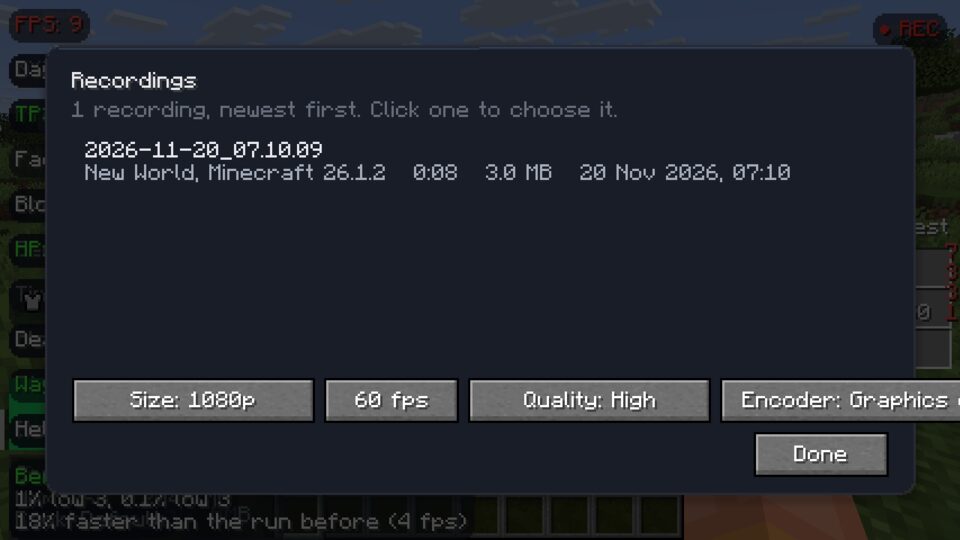 FPS: 9
● REC
Recordings
1 recording, newest first. Click one to choose it.
2026-11-20_07.10.09
New World, Minecraft 26.1.2 0:08 3.0 MB 20 Nov 2026, 07:10
Size: 1080p
60 fps
Quality: High
Encoder: Graphics
Done
1% low 3, 0.1% low 3
18% faster than the run before (4 fps)